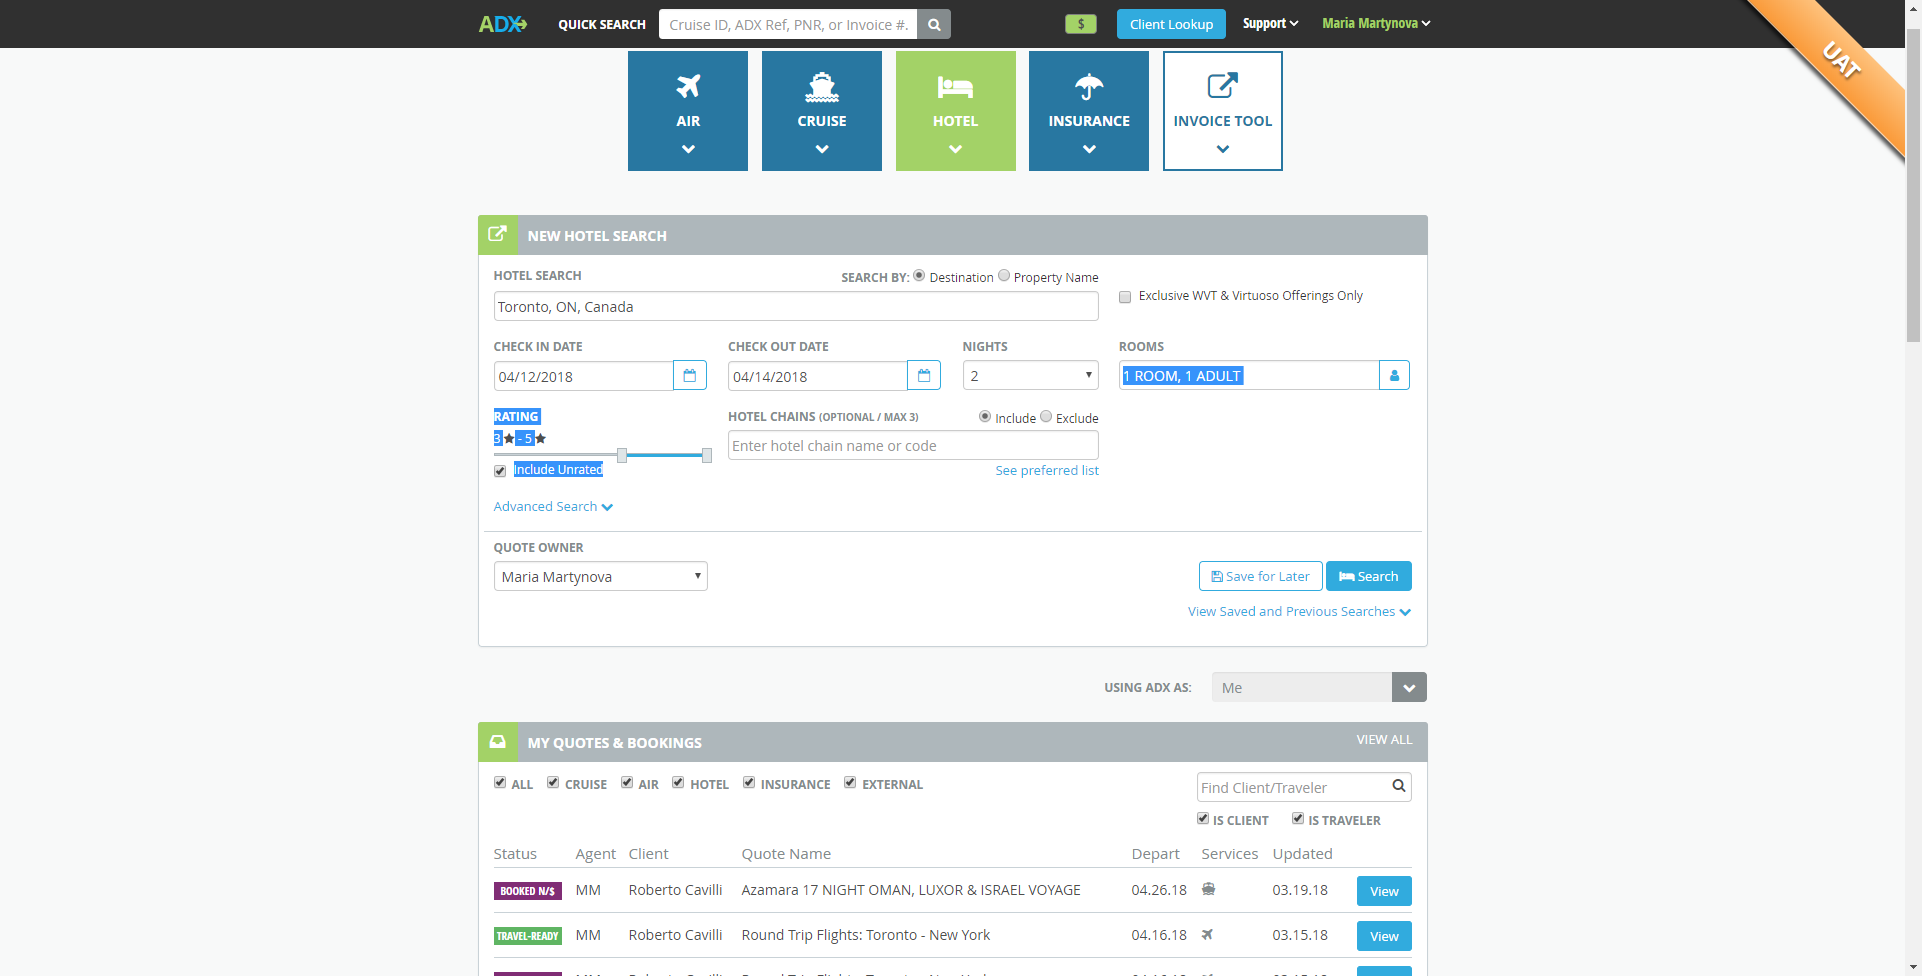 ADX QUICK SEARCH Cruise ID, ADX Ref, PNR, or Invoice #. $ Client Lookup Support Maria Martynova
UAT
AIR CRUISE HOTEL INSURANCE INVOICE TOOL
NEW HOTEL SEARCH
HOTEL SEARCH SEARCH BY: Destination Property Name
Exclusive WVT & Virtuoso Offerings Only
Toronto, ON, Canada
CHECK IN DATE CHECK OUT DATE NIGHTS ROOMS
04/12/2018 04/14/2018 2 1 ROOM, 1 ADULT
RATING HOTEL CHAINS (OPTIONAL / MAX 3) Include Exclude
3★ - 5★ Enter hotel chain name or code
Include Unrated See preferred list
Advanced Search
QUOTE OWNER
Maria Martynova Save for Later Search
View Saved and Previous Searches
USING ADX AS: Me
MY QUOTES & BOOKINGS VIEW ALL
ALL CRUISE AIR HOTEL INSURANCE EXTERNAL Find Client/Traveler
IS CLIENT IS TRAVELER
Status Agent Client Quote Name Depart Services Updated
BOOKED N/$ MM Roberto Cavilli Azamara 17 NIGHT OMAN, LUXOR & ISRAEL VOYAGE 04.26.18 03.19.18 View
TRAVEL-READY MM Roberto Cavilli Round Trip Flights: Toronto - New York 04.16.18 03.15.18 View